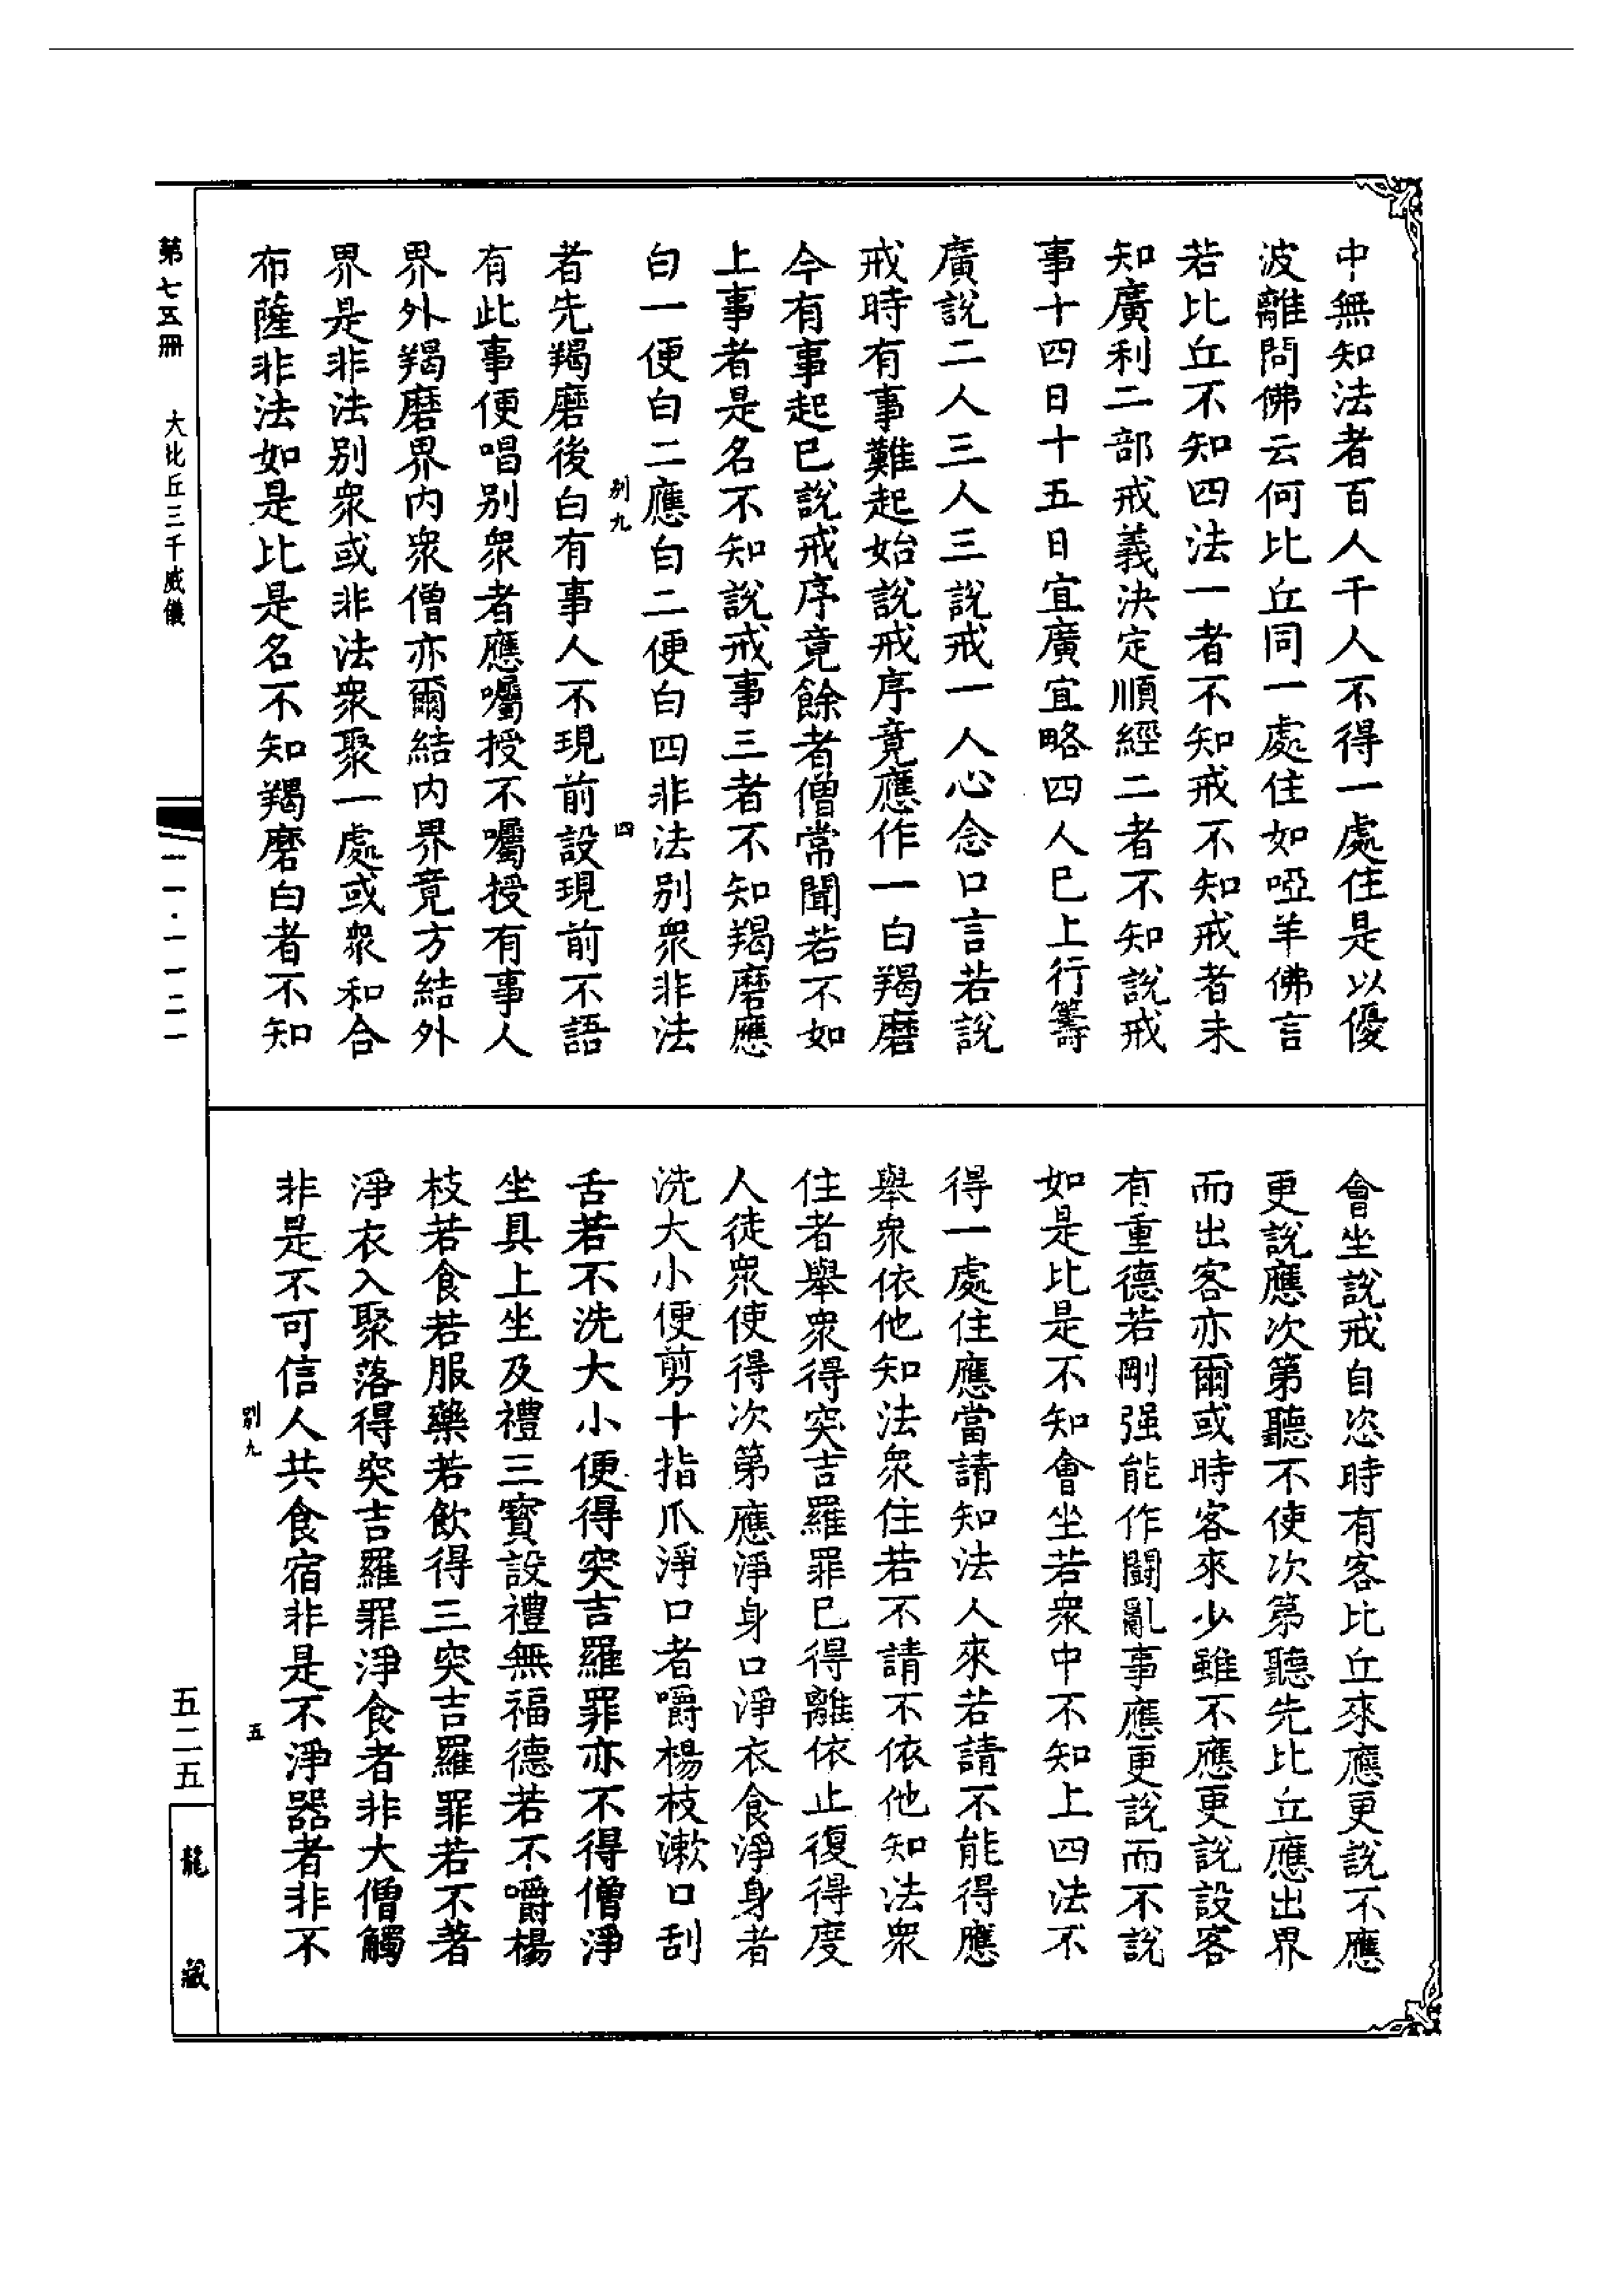 中無知法者百人千人不得一處住是以優
波離問佛云何比丘同一處住如啞羊佛言
若比丘不知四法一者不知戒不知戒者未
知廣利二部戒義決定順經二者不知說戒
事十四日十五日宜廣宜略四人已上行籌
廣說二人三人三說戒一人心念口言若說
戒時有事難起始說戒序竟應作一白羯磨
今有事起已說戒序竟餘者僧常聞若不如
上事者是名不知說戒事三者不知羯磨應
白一便白二應白二便白四非法别衆非法
别九
四
者先羯磨後白有事人不現前設現前不語
有此事便唱别衆者應囑授不囑授有事人
界外羯磨界内衆僧亦爾結内界竟方結外
界是非法别衆或非法衆聚一處或衆和合
布薩非法如是比是名不知羯磨白者不知
會坐說戒自恣時有客比丘來應更說不應
更說應次第聽不使次第聽先比丘應出界
而出客亦爾或時客來少雖不應更說設客
有重德若剛强能作鬪亂事應更說而不說
如是比是不知會坐若衆中不知上四法不
得一處住應當請知法人來若請不能得應
舉衆依他知法衆住若不請不依他知法衆
住者舉衆得突吉羅罪已得離依止復得度
人徒衆使得次第應淨身口淨衣食淨身者
洗大小便剪十指爪淨口者嚼楊枝漱口刮
舌若不洗大小便得突吉羅罪亦不得僧淨
坐具上坐及禮三寶設禮無福德若不嚼楊
枝若食若服藥若飲得三突吉羅罪若不著
淨衣入聚落得突吉羅罪淨食者非大僧觸
非是不可信人共食宿非是不淨器者非不
别九
五
第七五冊
大比丘三千威儀
一一·一一二一
五二五
龍藏